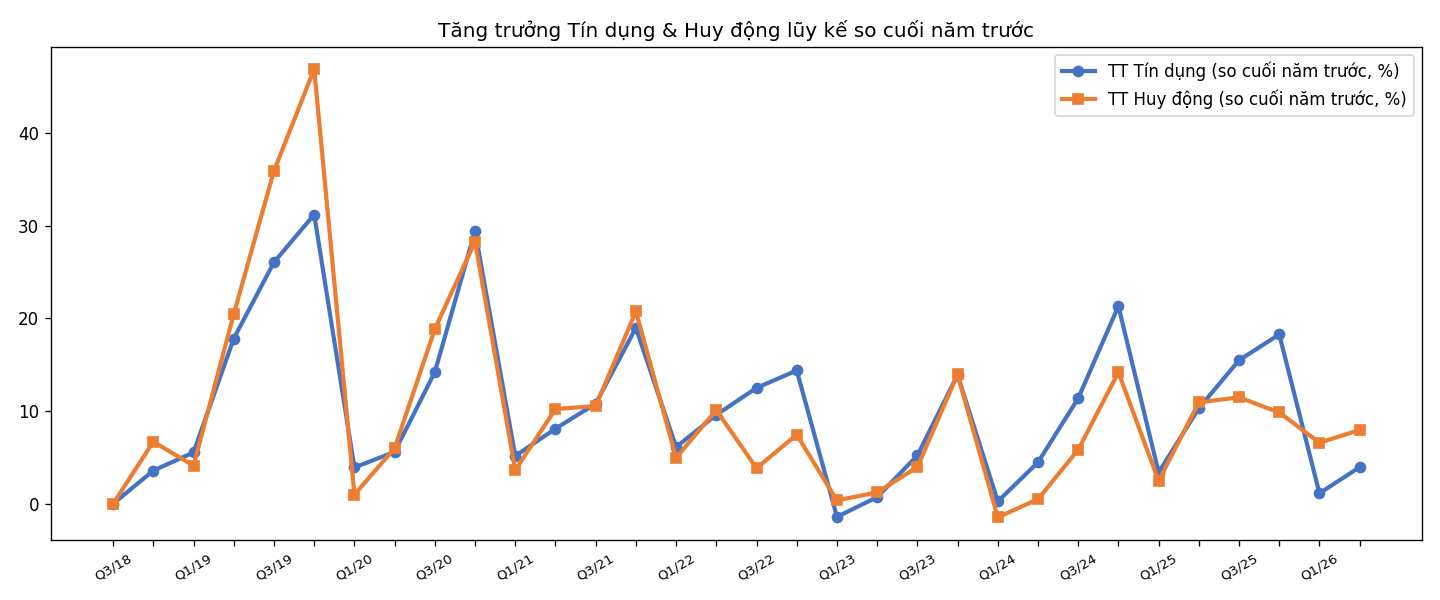 Tăng trưởng Tín dụng & Huy động lũy kế so cuối năm trước
TT Tín dụng (so cuối năm trước, %)
TT Huy động (so cuối năm trước, %)
40
30
20
10
0
Q3/18
Q1/19
Q3/19
Q1/20
Q3/20
Q1/21
Q3/21
Q1/22
Q3/22
Q1/23
Q3/23
Q1/24
Q3/24
Q1/25
Q3/25
Q1/26